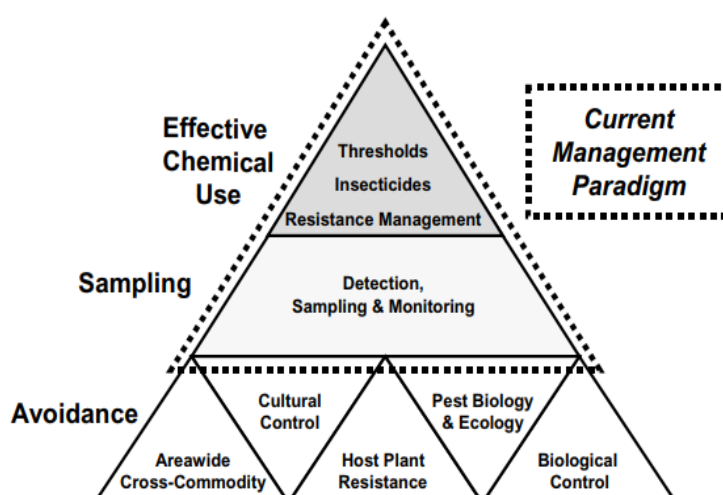 Effective
Chemical
Use
Thresholds
Insecticides
Resistance Management
Current
Management
Paradigm
Sampling
Detection,
Sampling & Monitoring
Avoidance
Cultural
Control
Pest Biology
& Ecology
Areawide
Cross-Commodity
Host Plant
Resistance
Biological
Control